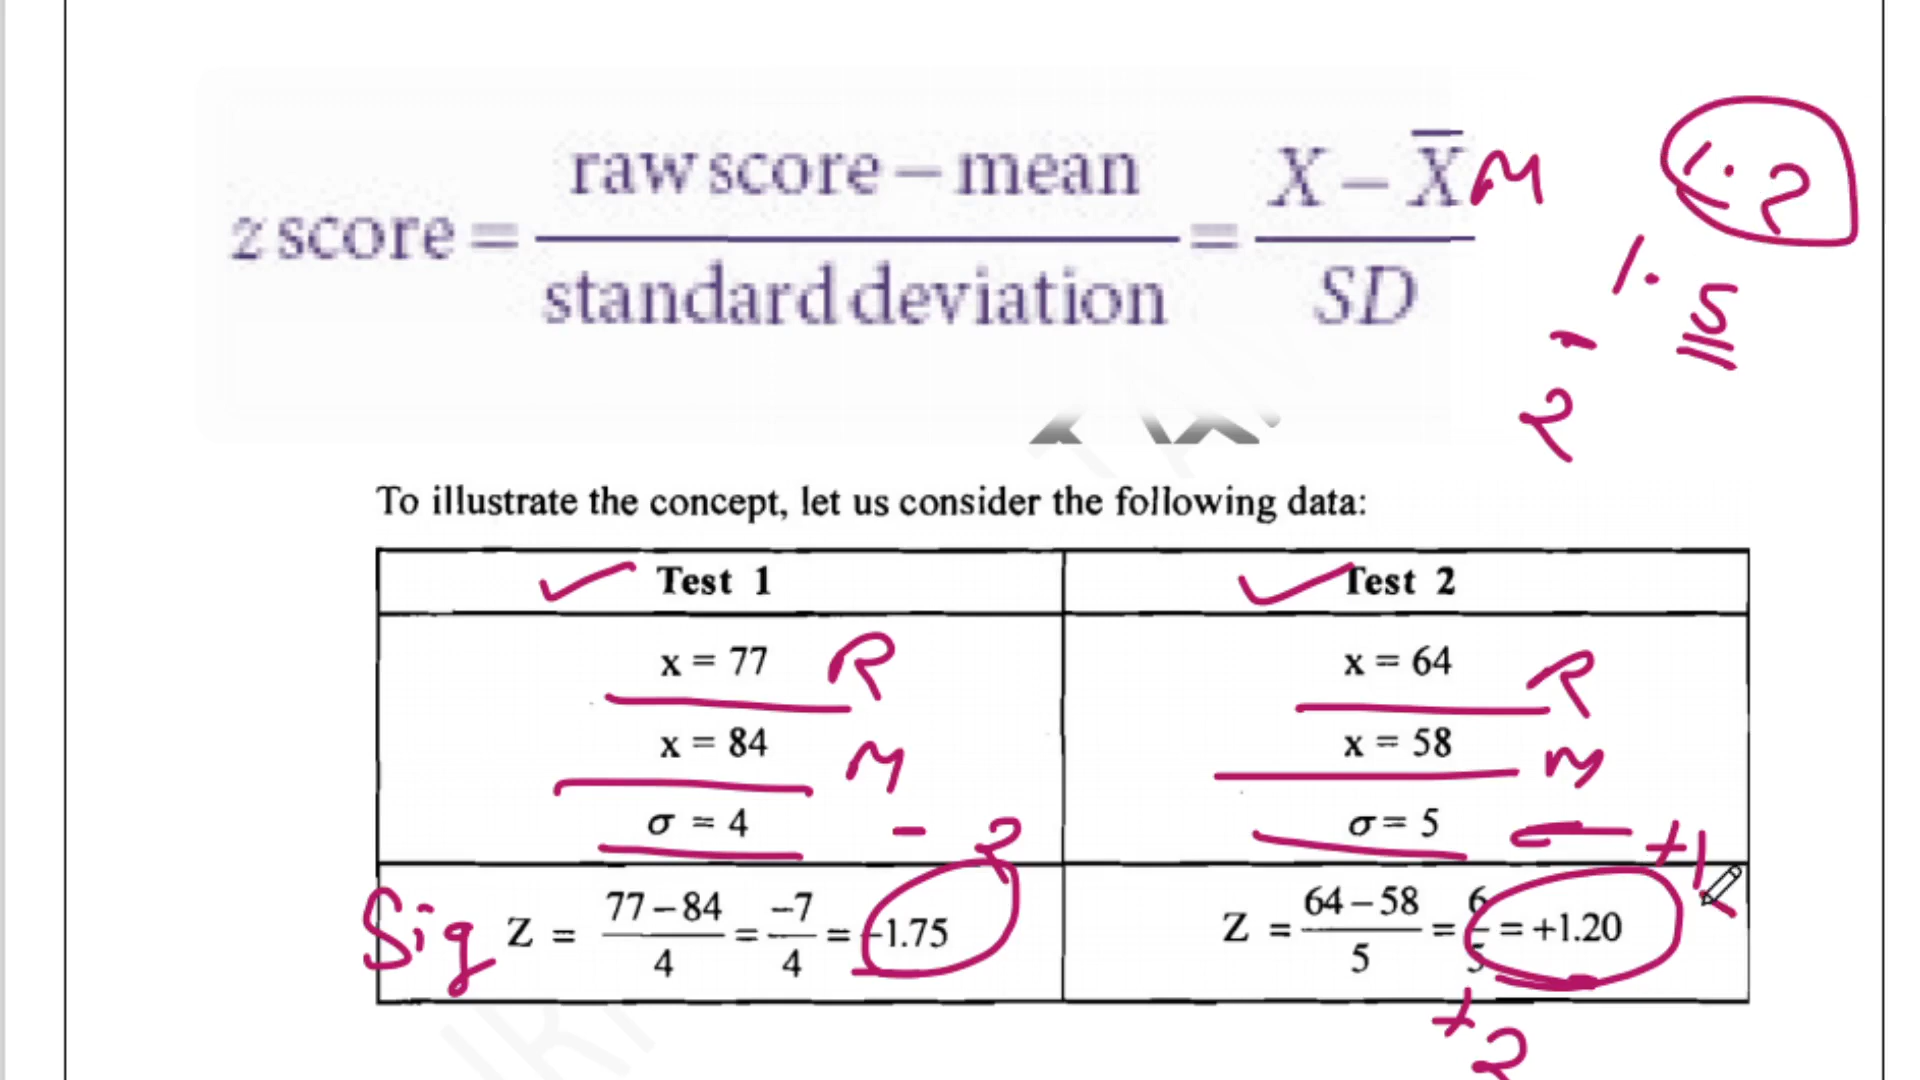 z score = raw score – mean / standard deviation = X – X̅ / SD M
1.2
1.5
2
To illustrate the concept, let us consider the following data:
Test 1 Test 2
x = 77 R x = 64 R
x = 84 M x = 58 M
σ = 4 σ = 5
- 2 +1
Sig Z = 77 – 84 / 4 = –7 / 4 = –1.75 Z = 64 – 58 / 5 = 6 / 5 = +1.20
+2